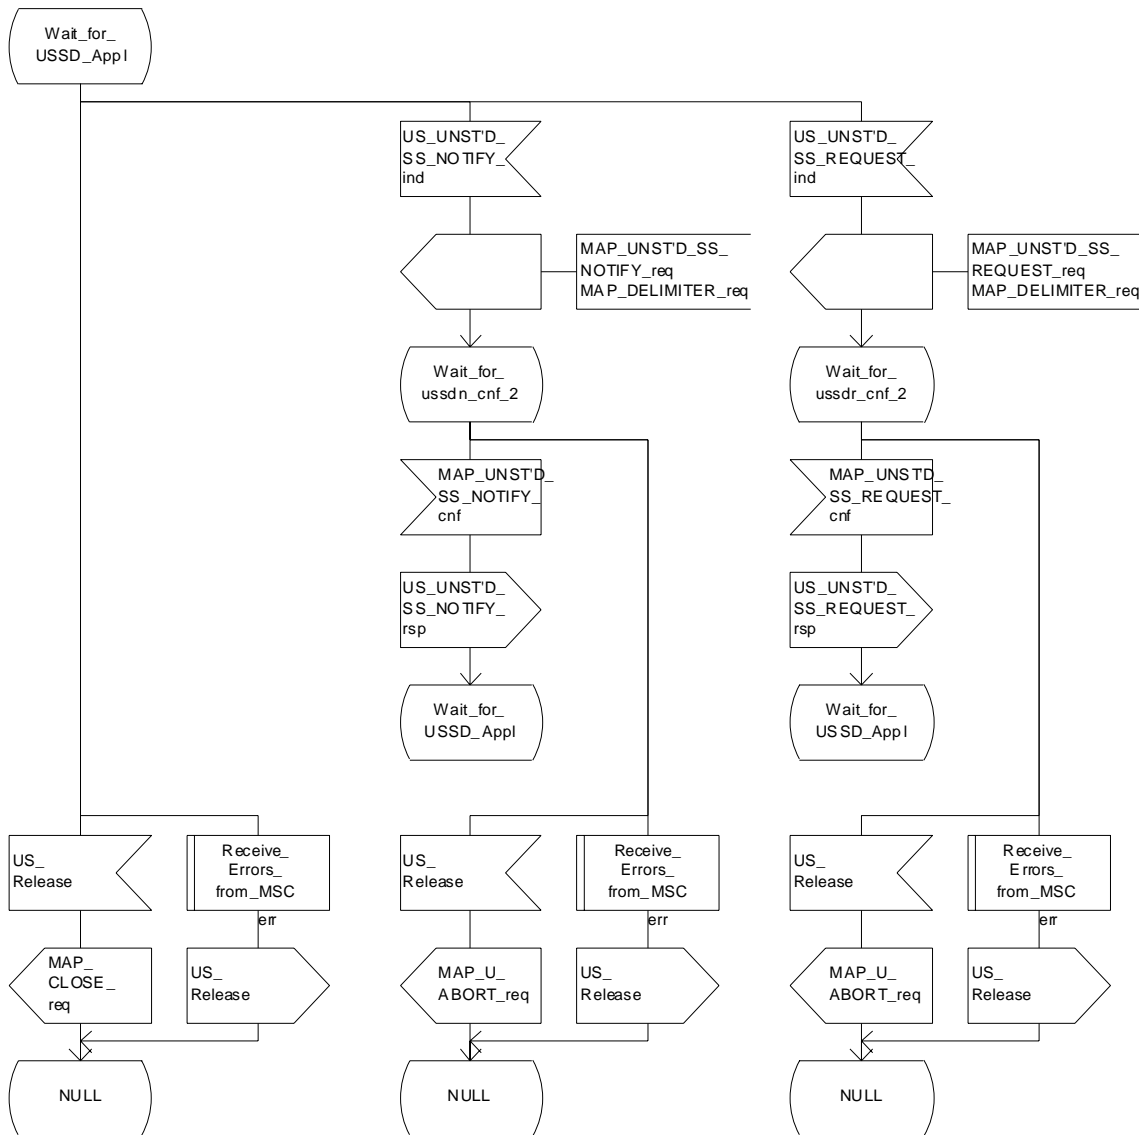 Wait_for_
USSD_Appl
US_UNST'D_
SS_NOTIFY_
ind
US_UNST'D_
SS_REQUEST_
ind
MAP_UNST'D_SS_
NOTIFY_req
MAP_DELIMITER_req
MAP_UNST'D_SS_
REQUEST_req
MAP_DELIMITER_req
Wait_for_
ussdn_cnf_2
Wait_for_
ussdr_cnf_2
MAP_UNST'D_
SS_NOTIFY_
cnf
MAP_UNST'D_
SS_REQUEST_
cnf
US_UNST'D_
SS_NOTIFY_
rsp
US_UNST'D_
SS_REQUEST_
rsp
Wait_for_
USSD_Appl
Wait_for_
USSD_Appl
US_
Release
Receive_
Errors_
from_MSC
err
US_
Release
Receive_
Errors_
from_MSC
err
US_
Release
Receive_
Errors_
from_MSC
err
MAP_
CLOSE_
req
US_
Release
MAP_U_
ABORT_req
US_
Release
MAP_U_
ABORT_req
US_
Release
NULL
NULL
NULL